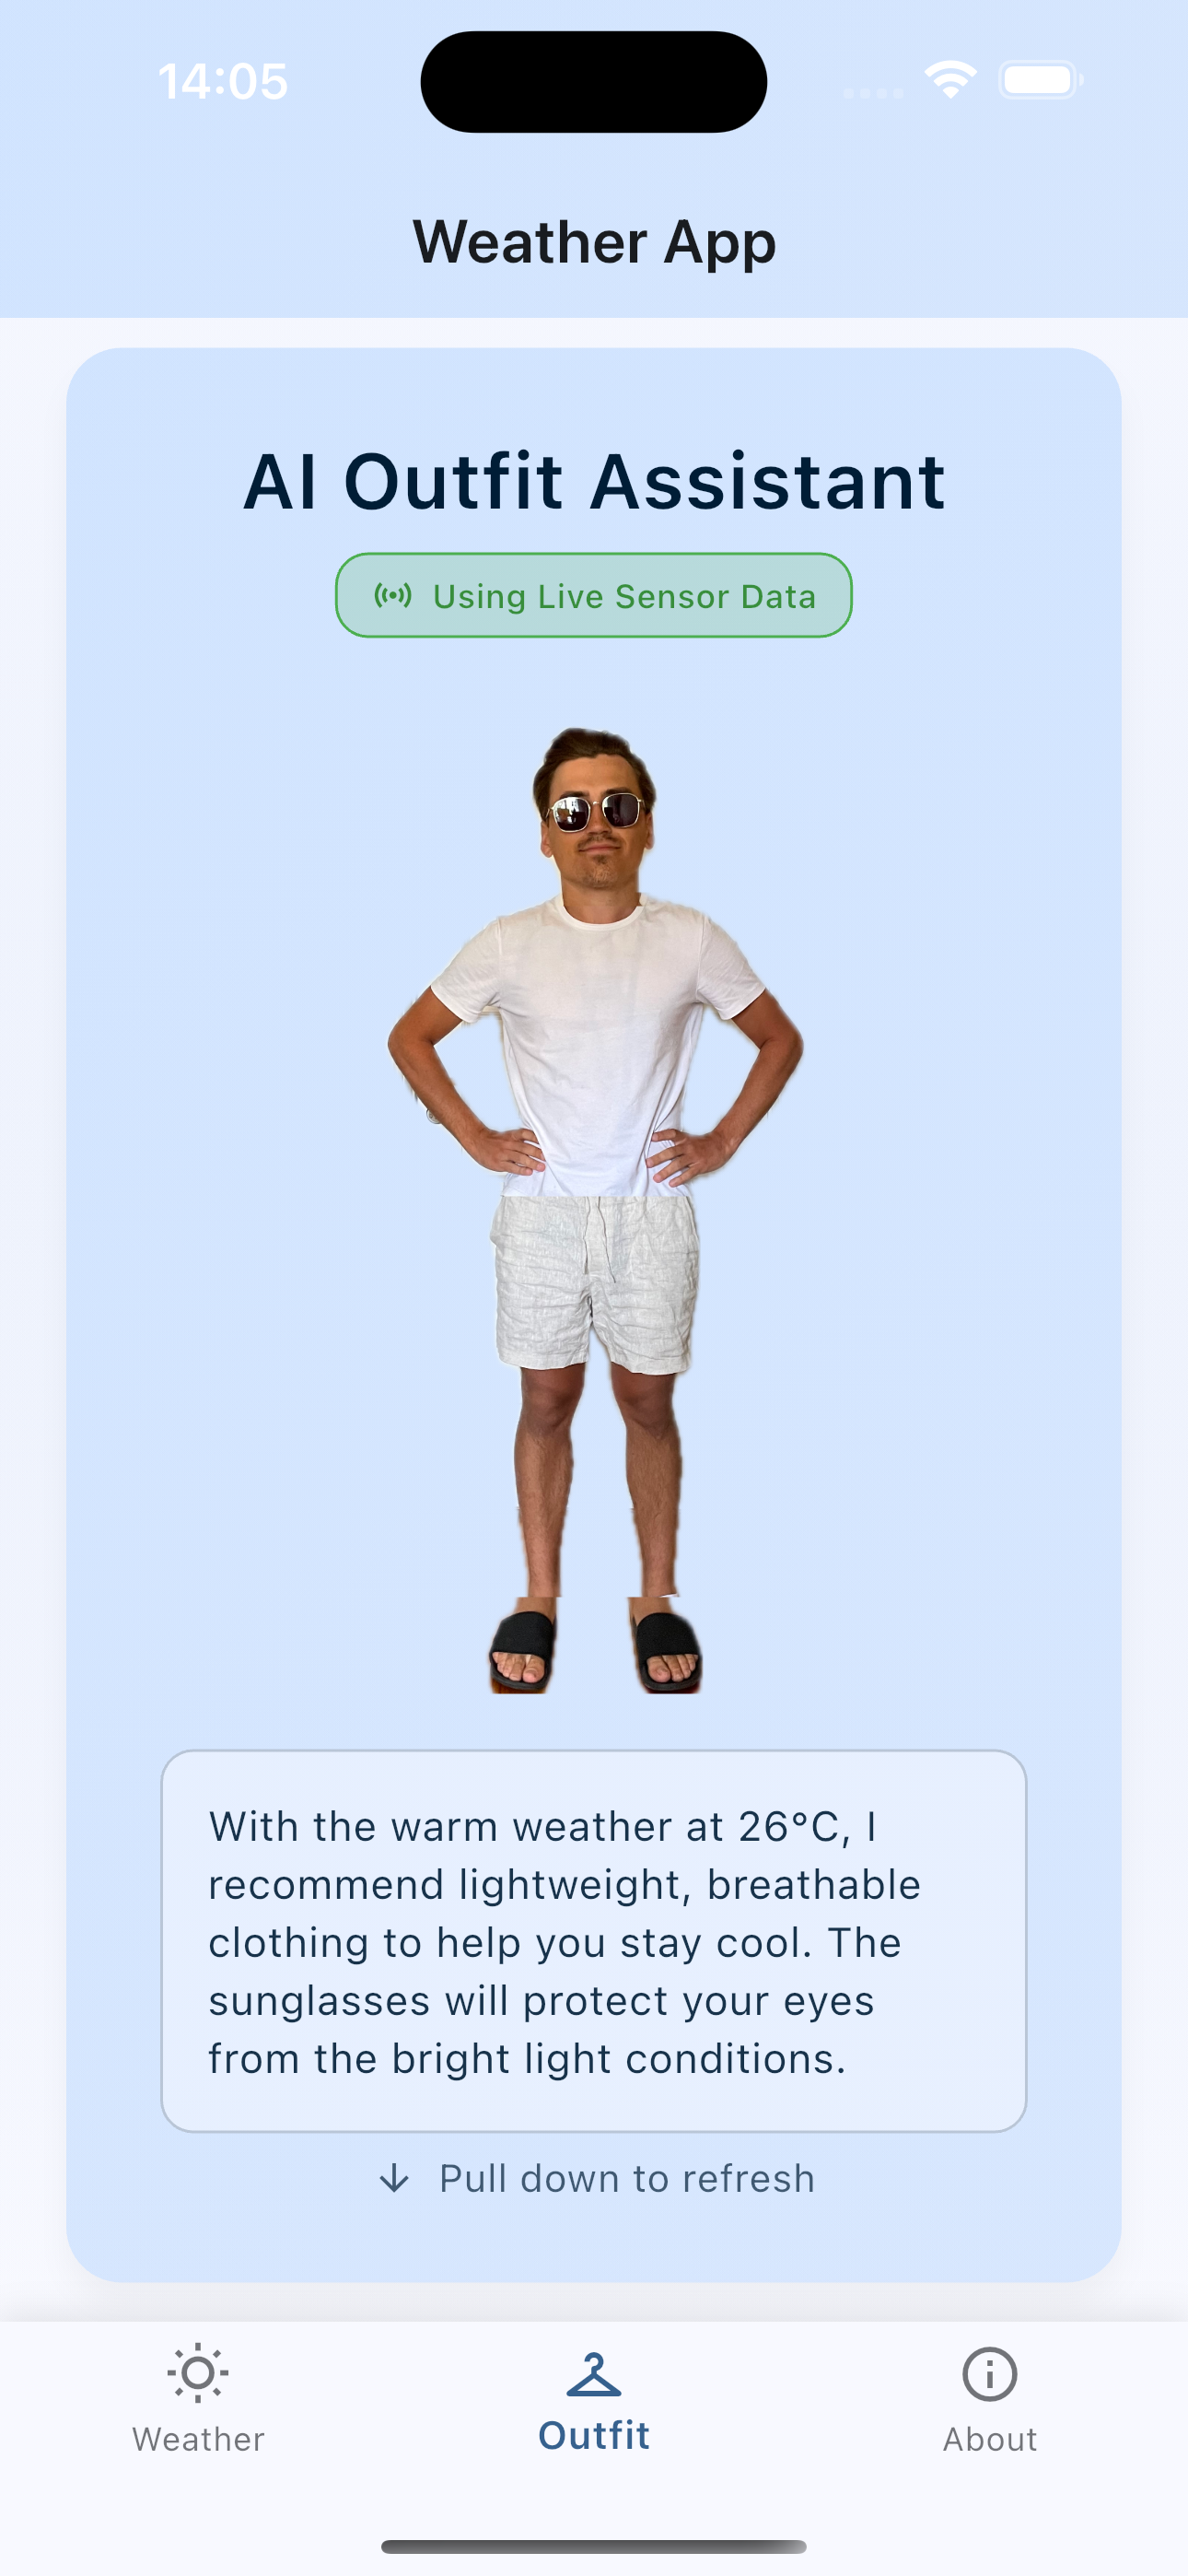 14:05
Weather App
AI Outfit Assistant
Using Live Sensor Data
With the warm weather at 26°C, I
recommend lightweight, breathable
clothing to help you stay cool. The
sunglasses will protect your eyes
from the bright light conditions.
Pull down to refresh
Weather
Outfit
About